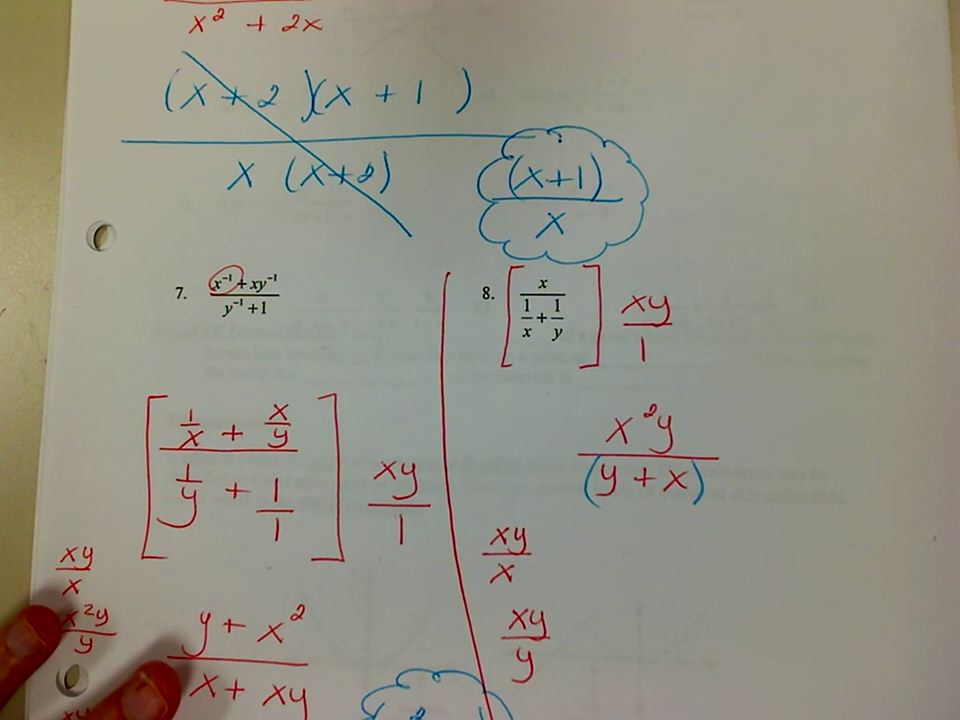 x² + 2x
(x + 2)(x + 1)
x (x + 2)
(x+1)
x
7. x⁻¹ + xy⁻¹
y⁻¹ + 1
8. x
1/x + 1/y
xy/1
1/x + x/y
1/y + 1/1
xy/1
x²y
(y + x)
xy/x
x²y/y
y + x²
x + xy
xy/x
xy/y